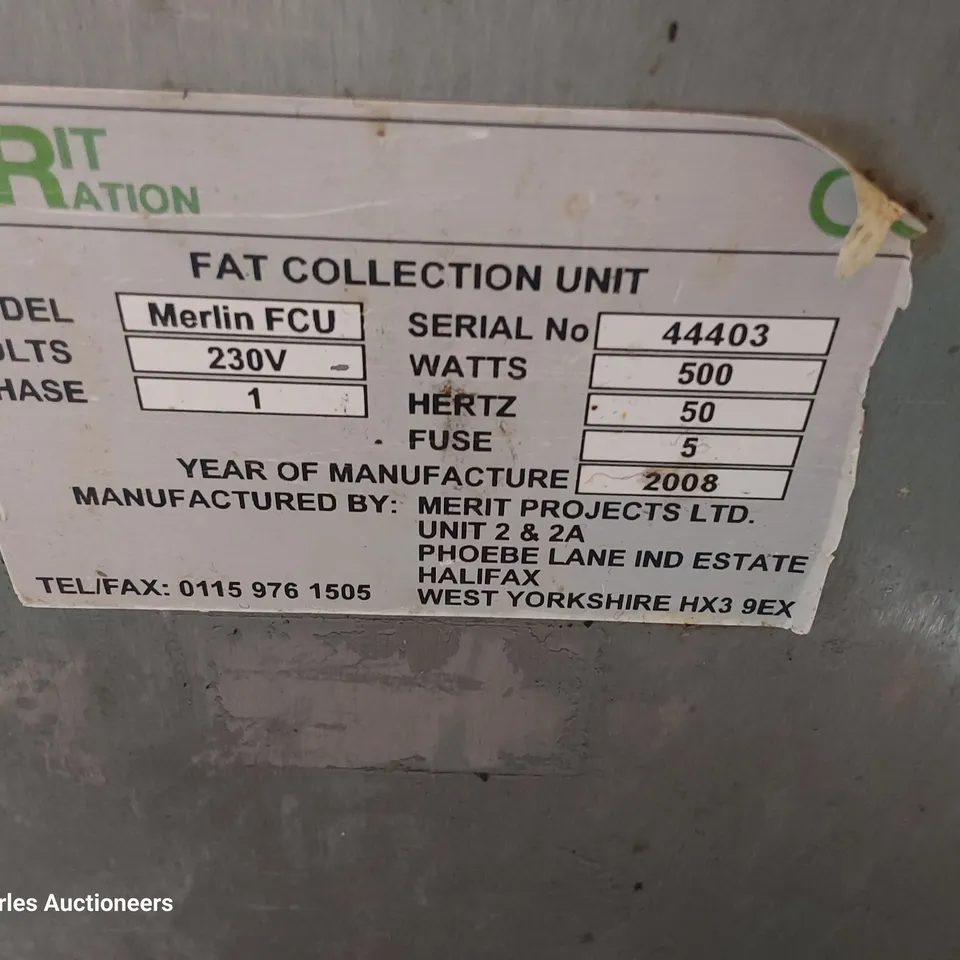 RIT
RATION
FAT COLLECTION UNIT
DEL Merlin FCU SERIAL No 44403
OLTS 230V WATTS 500
HASE 1 HERTZ 50
FUSE 5
YEAR OF MANUFACTURE 2008
MANUFACTURED BY: MERIT PROJECTS LTD.
UNIT 2 & 2A
PHOEBE LANE IND ESTATE
HALIFAX
TEL/FAX: 0115 976 1505 WEST YORKSHIRE HX3 9EX
rles Auctioneers